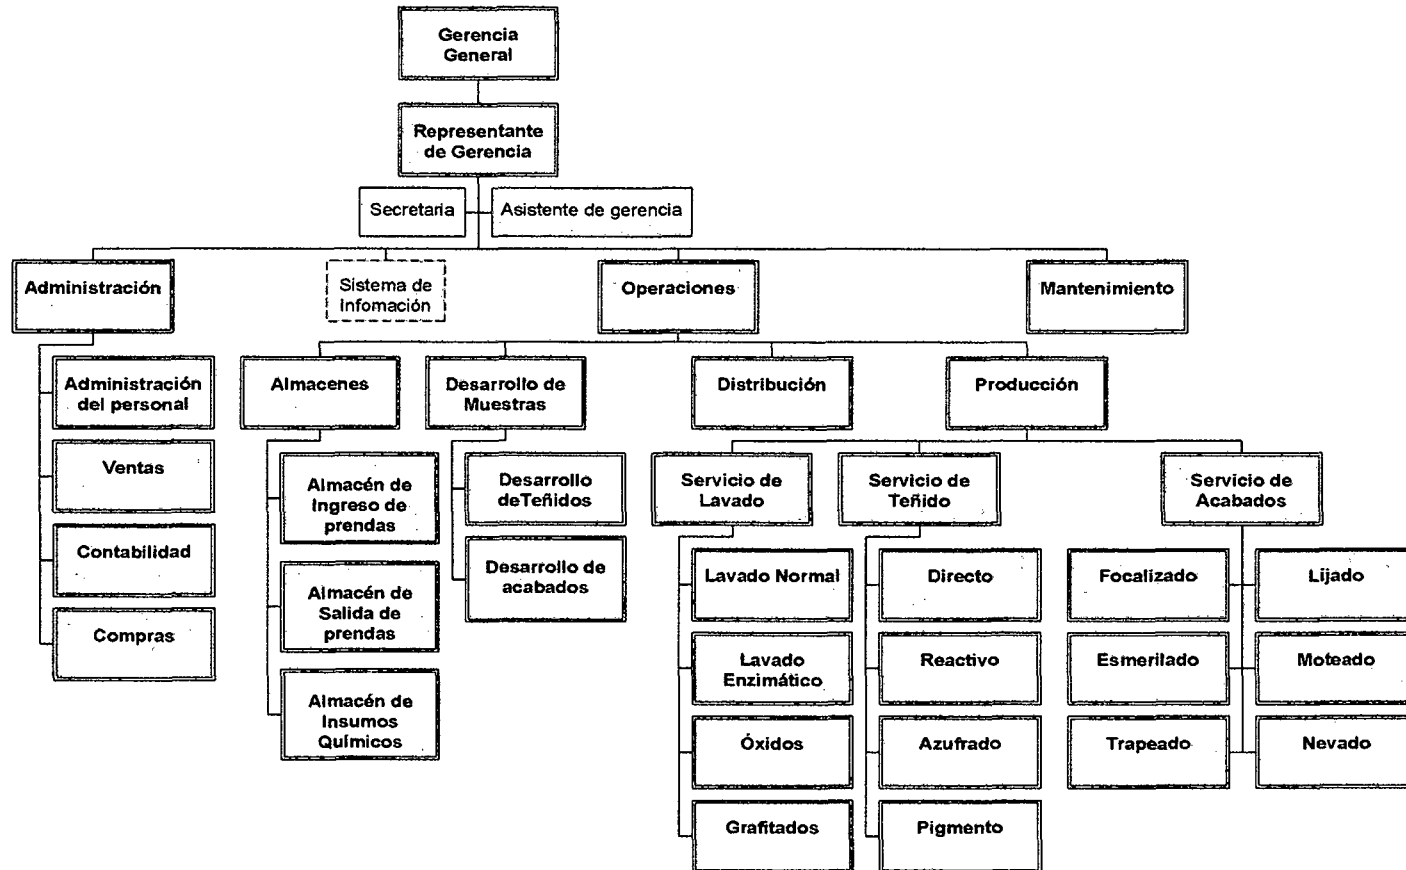 Gerencia
General
Representante
de Gerencia
Secretaria
Asistente de gerencia
Administración
Sistema de
Infomación
Operaciones
Mantenimiento
Administración
del personal
Ventas
Contabilidad
Compras
Almacenes
Desarrollo de
Muestras
Distribución
Producción
Almacén de
Ingreso de
prendas
Almacén de
Salida de
prendas
Almacén de
Insumos
Químicos
Desarrollo
deTeñidos
Desarrollo de
acabados
Servicio de
Lavado
Servicio de
Teñido
Servicio de
Acabados
Lavado Normal
Lavado
Enzimático
Óxidos
Grafitados
Directo
Reactivo
Azufrado
Pigmento
Focalizado
Lijado
Esmerilado
Moteado
Trapeado
Nevado